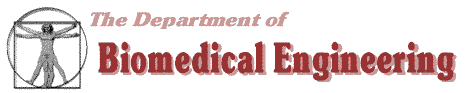 The Department of
Biomedical Engineering